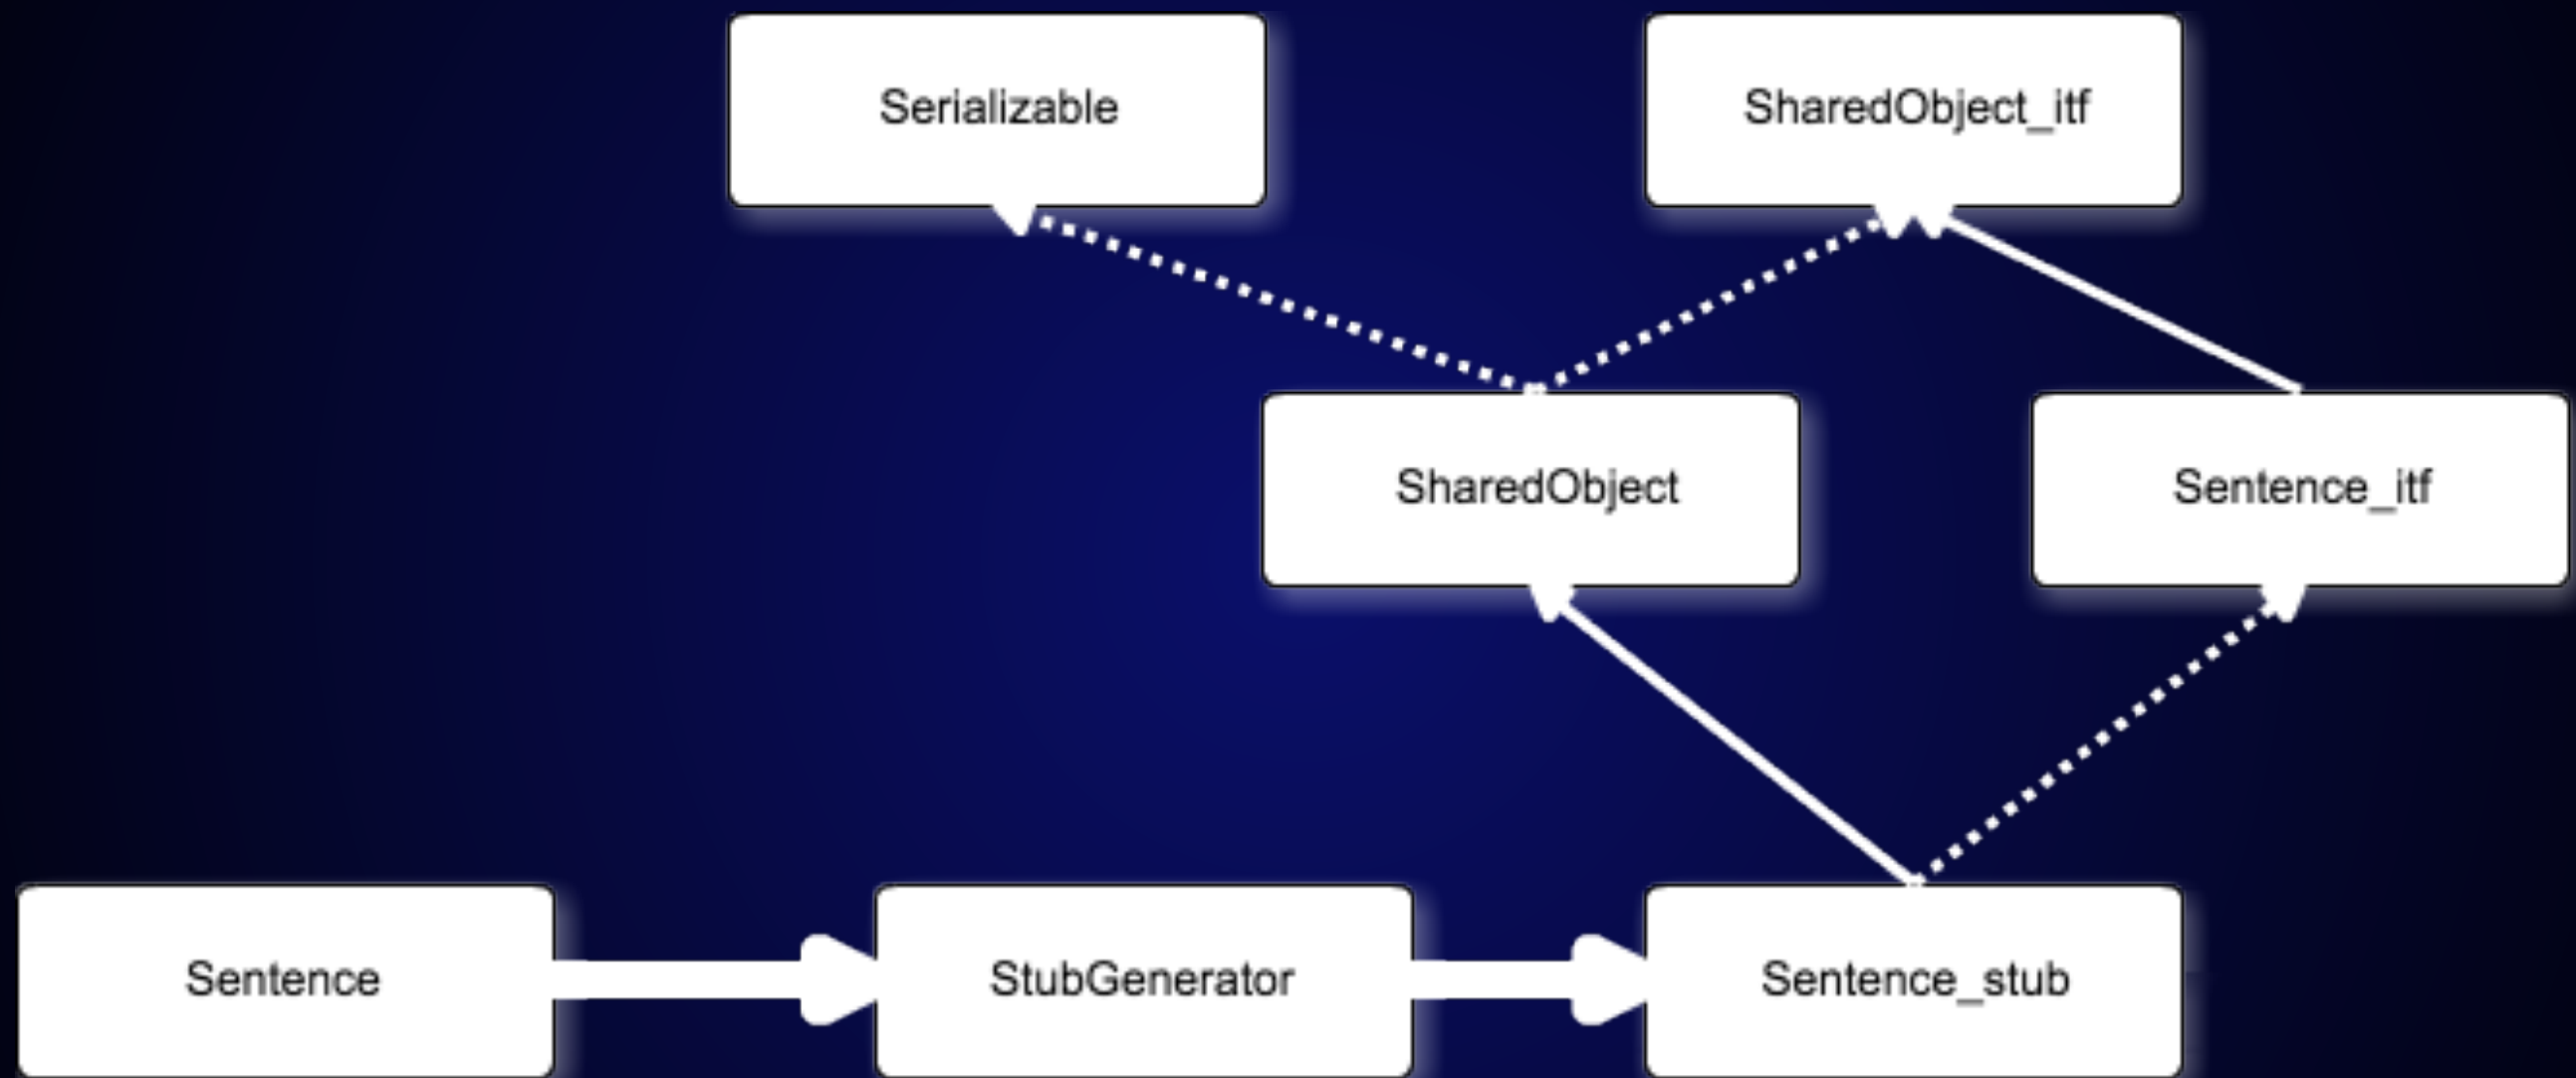 Serializable
SharedObject_itf
SharedObject
Sentence_itf
Sentence
StubGenerator
Sentence_stub